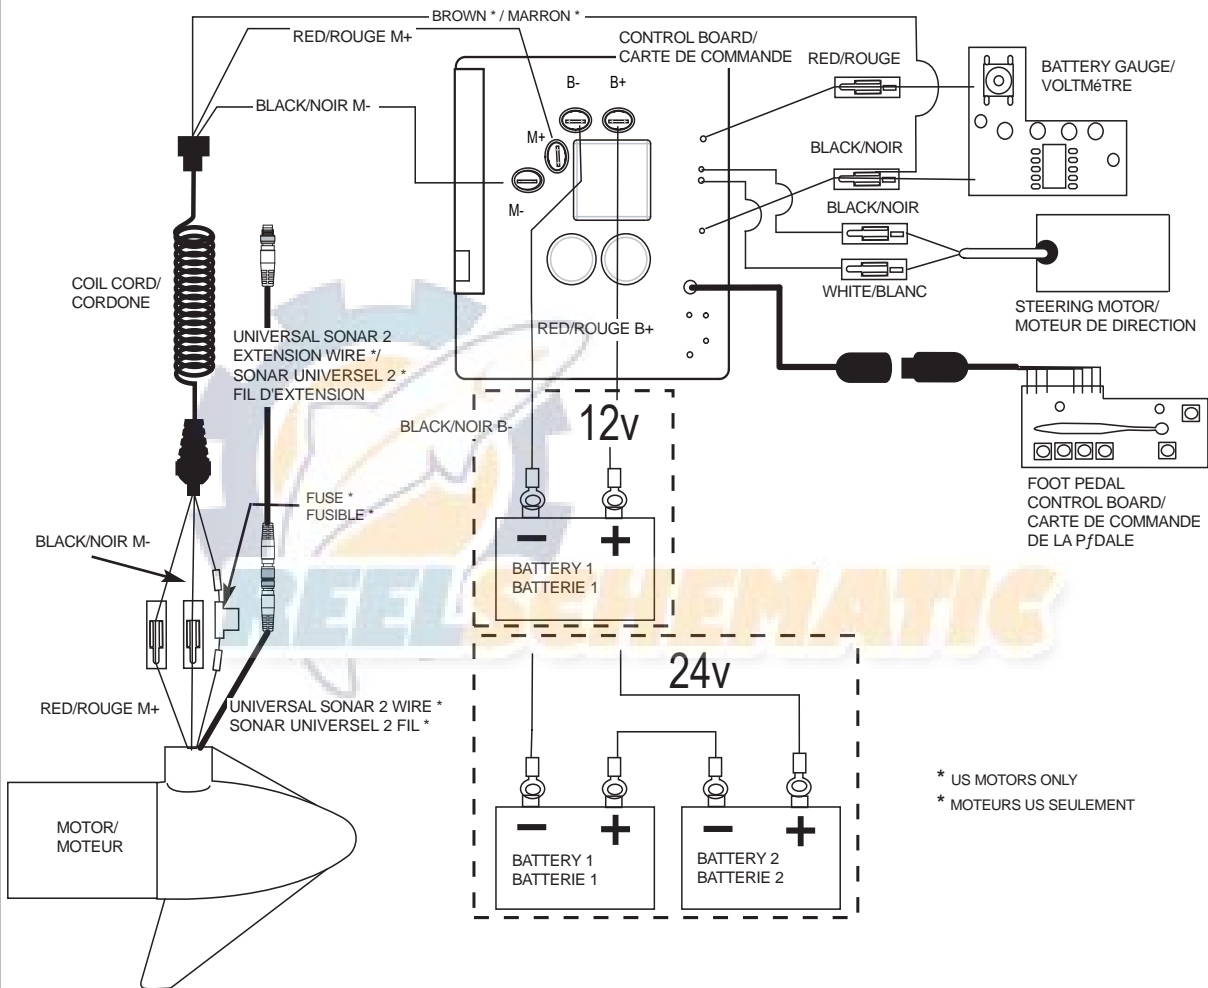 BROWN * / MARRON *
RED/ROUGE M+
CONTROL BOARD/
CARTE DE COMMANDE
RED/ROUGE
BATTERY GAUGE/
VOLTMéTRE
B-
B+
BLACK/NOIR M-
M+
BLACK/NOIR
M-
BLACK/NOIR
COIL CORD/
CORDONE
WHITE/BLANC
STEERING MOTOR/
MOTEUR DE DIRECTION
UNIVERSAL SONAR 2
EXTENSION WIRE */
SONAR UNIVERSEL 2 *
FIL D'EXTENSION
RED/ROUGE B+
BLACK/NOIR B-
12v
FOOT PEDAL
CONTROL BOARD/
CARTE DE COMMANDE
DE LA PƒDALE
FUSE *
FUSIBLE *
BLACK/NOIR M-
− +
BATTERY 1
BATTERIE 1
REELSCHEMATIC
24v
RED/ROUGE M+
UNIVERSAL SONAR 2 WIRE *
SONAR UNIVERSEL 2 FIL *
* US MOTORS ONLY
* MOTEURS US SEULEMENT
MOTOR/
MOTEUR
− +
BATTERY 1
BATTERIE 1
− +
BATTERY 2
BATTERIE 2